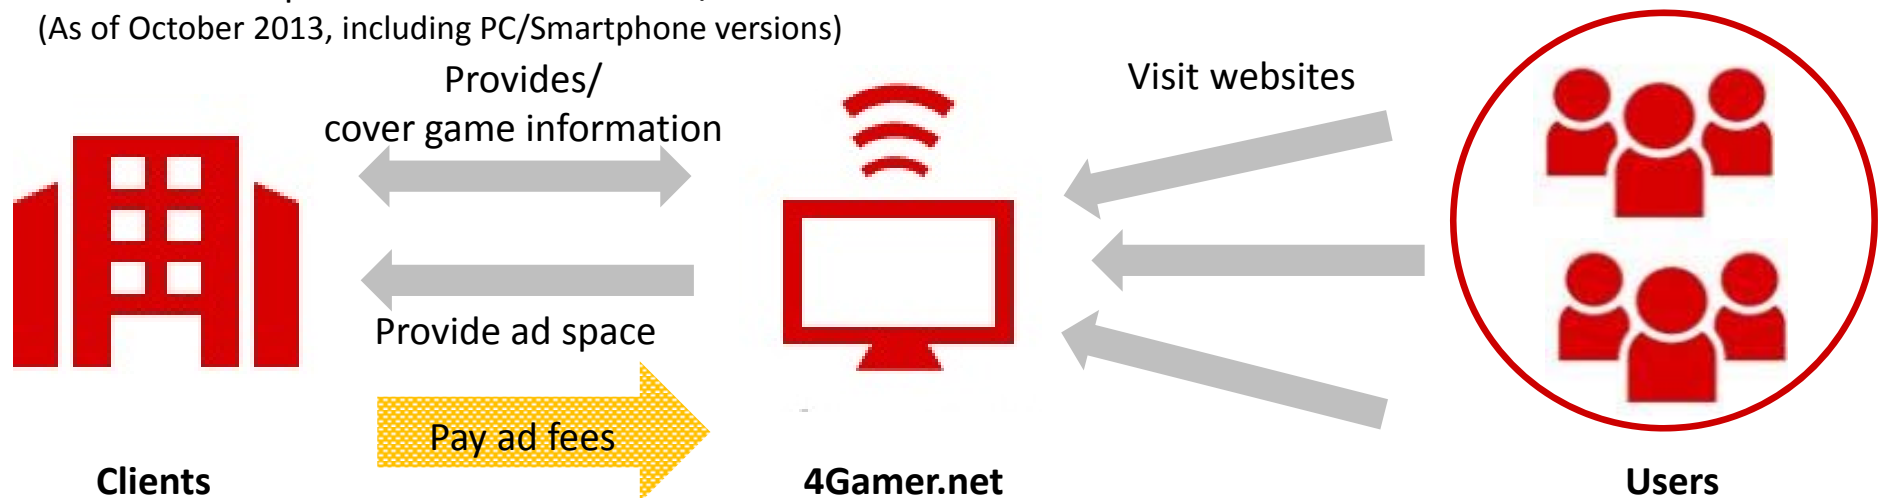 (As of October 2013, including PC/Smartphone versions)
Provides/
cover game information
Visit websites
Provide ad space
Pay ad fees
Clients
4Gamer.net
Users